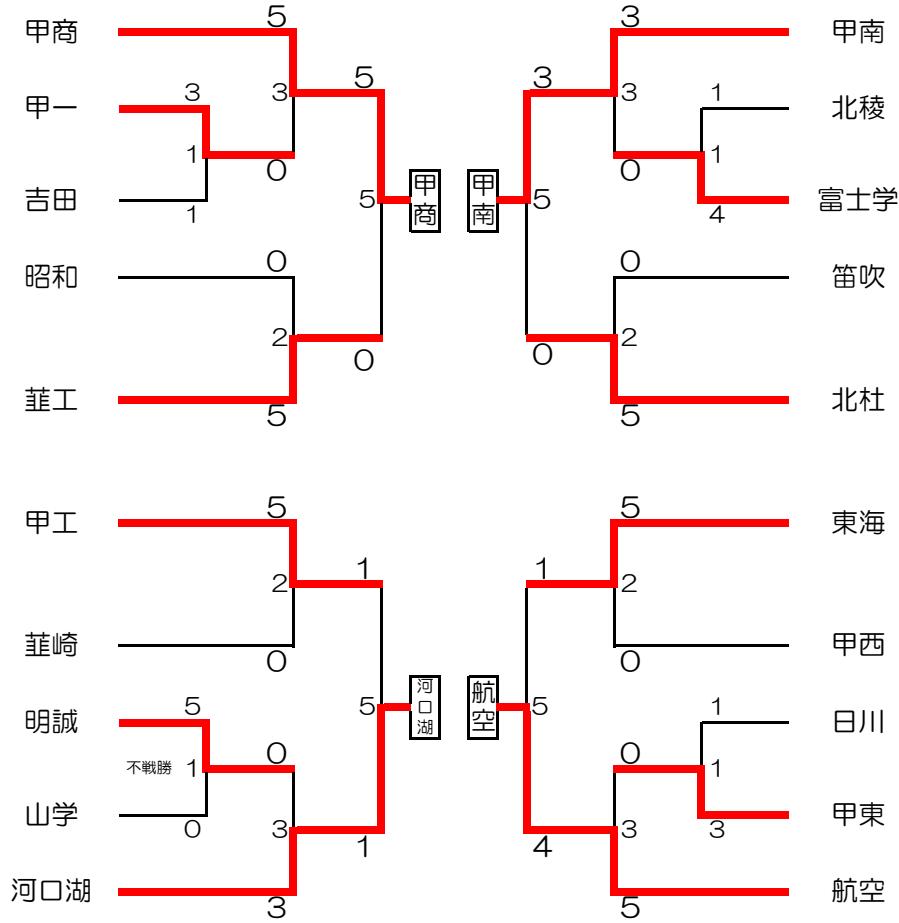 5 3
甲商 甲南
5 3
3 1
甲一 3 3 北稜
1 1
0 0
吉田 5 甲商 甲南 5 富士学
1 4
0 0
昭和 笛吹
2 2
0 0
韮工 北杜
5 5
5 5
甲工 東海
1 1
2 2
韮崎 甲西
0 0
5 河口湖 航空 1
明誠 5 5 日川
0 0
不戦勝 1 1
山学 甲東
0 3 3 3
1 4
河口湖 航空
3 5